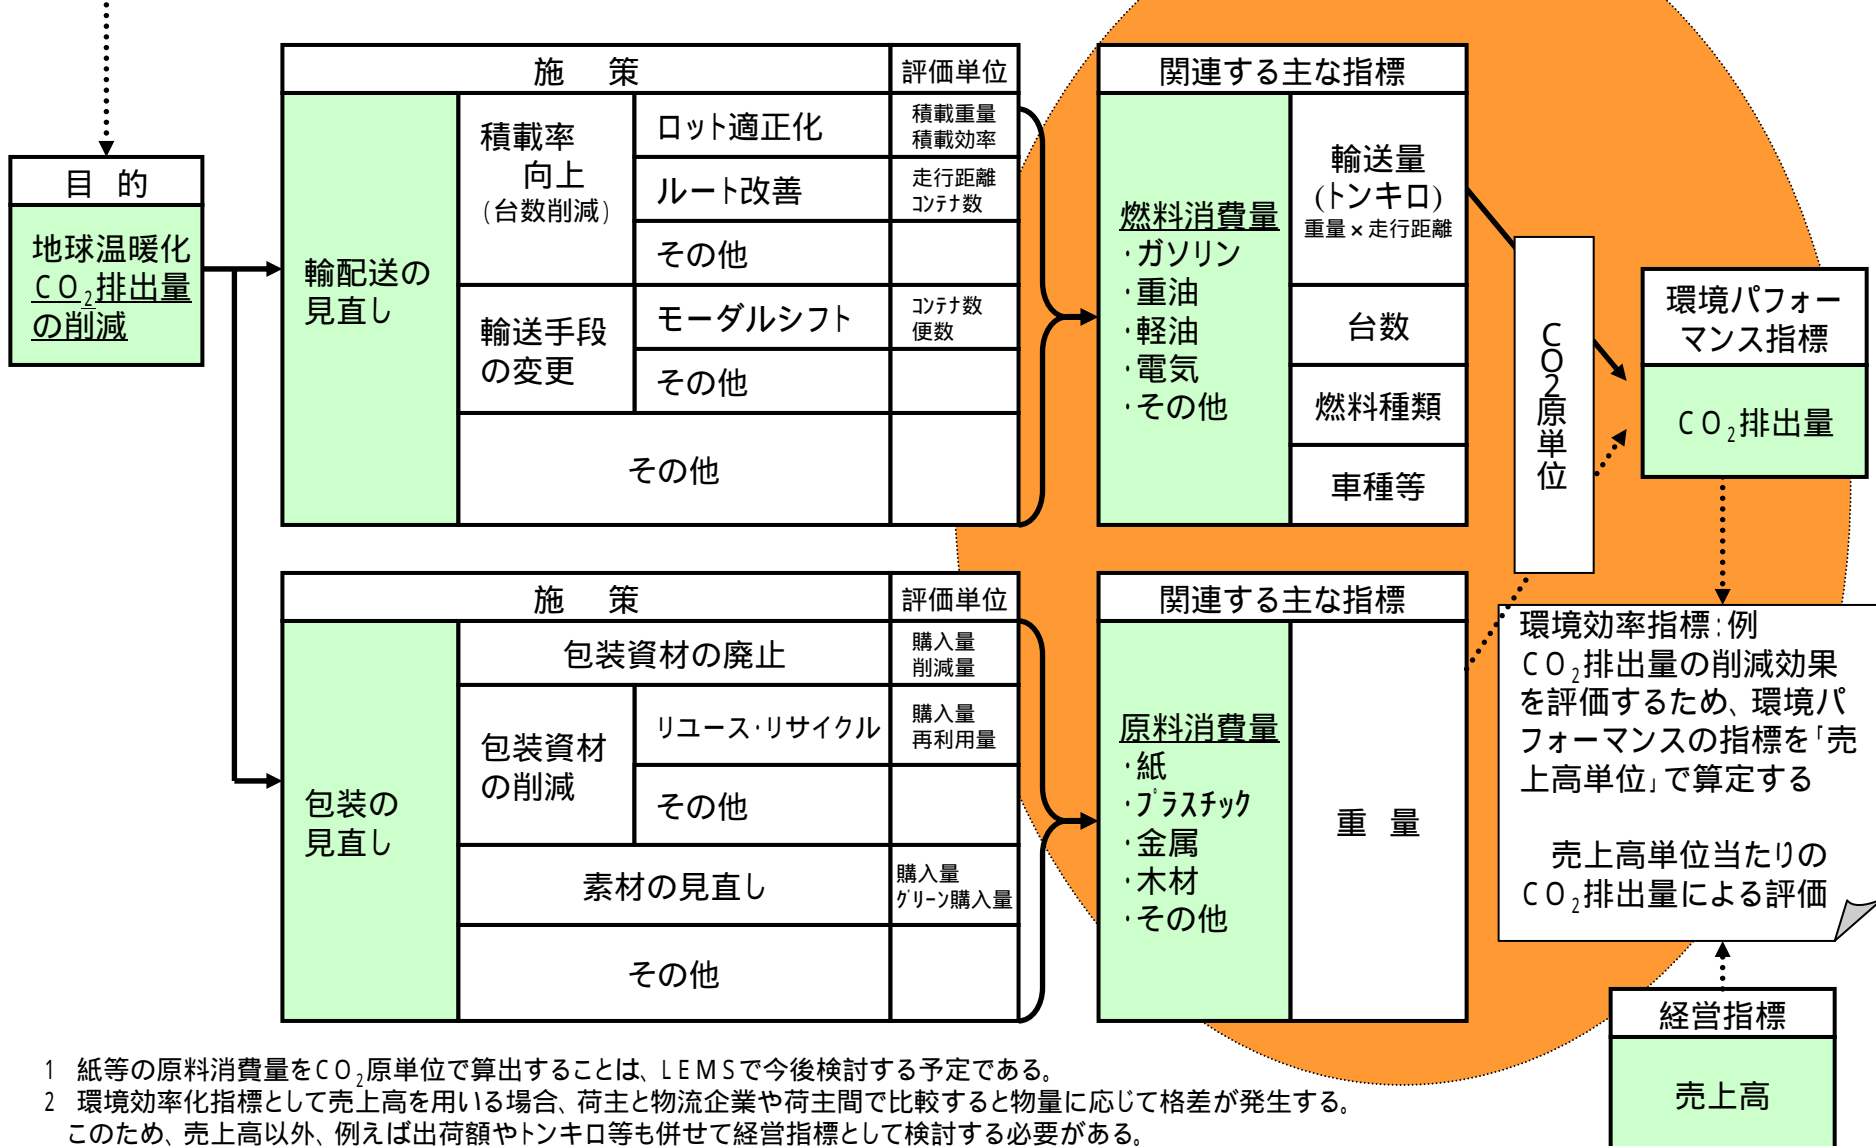 目 的
地球温暖化
CO2排出量
の削減
施 策
評価単位
輸配送の
見直し
積載率
向上
(台数削減)
ロット適正化
積載重量
積載効率
ルート改善
走行距離
コンテナ数
その他
輸送手段
の変更
モーダルシフト
コンテナ数
便数
その他
その他
関連する主な指標
燃料消費量
・ガソリン
・重油
・軽油
・電気
・その他
輸送量
(トンキロ)
重量×走行距離
台数
燃料種類
車種等
CO2原単位
環境パフォー
マンス指標
CO2排出量
施 策
評価単位
包装の
見直し
包装資材の廃止
購入量
削減量
包装資材
の削減
リユース・リサイクル
購入量
再利用量
その他
素材の見直し
購入量
グリーン購入量
その他
関連する主な指標
原料消費量
・紙
・プラスチック
・金属
・木材
・その他
重 量
環境効率指標:例
CO2排出量の削減効果
を評価するため、環境パ
フォーマンスの指標を「売
上高単位」で算定する
売上高単位当たりの
CO2排出量による評価
経営指標
売上高
1 紙等の原料消費量をCO2原単位で算出することは、LEMSで今後検討する予定である。
2 環境効率化指標として売上高を用いる場合、荷主と物流企業や荷主間で比較すると物量に応じて格差が発生する。
このため、売上高以外、例えば出荷額やトンキロ等も併せて経営指標として検討する必要がある。